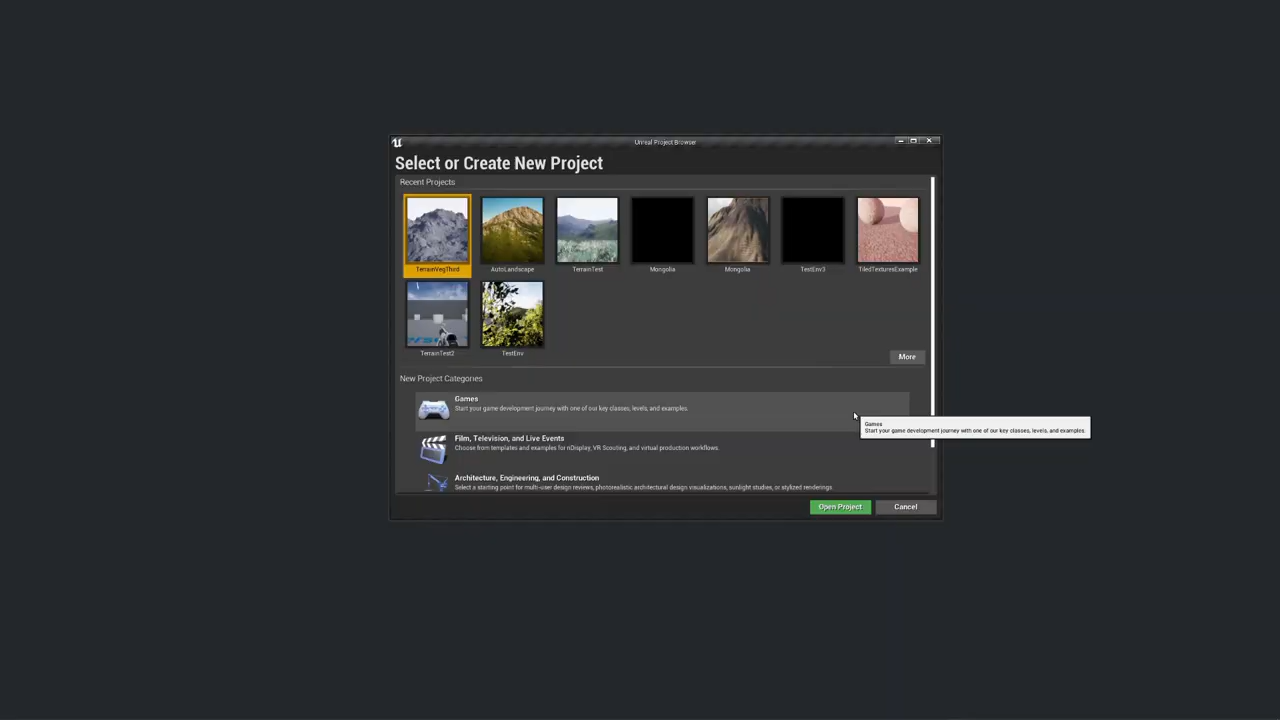 Unreal Project Browser
Select or Create New Project
Recent Projects
TerrainVegThird
AutoLandscape
TerrainTest
Mongolia
Mongolia
TestEnv3
TiledTexturesExample
TerrainTest2
TestEnv
More
New Project Categories
Games
Start your game development journey with one of our key classes, levels, and examples.
Games
Start your game development journey with one of our key classes, levels, and examples.
Film, Television, and Live Events
Choose from templates and examples for nDisplay, VR Scouting, and virtual production workflows.
Architecture, Engineering, and Construction
Select a starting point for multi-user design reviews, photorealistic architectural design visualizations, sunlight studies, or stylized renderings.
Open Project
Cancel